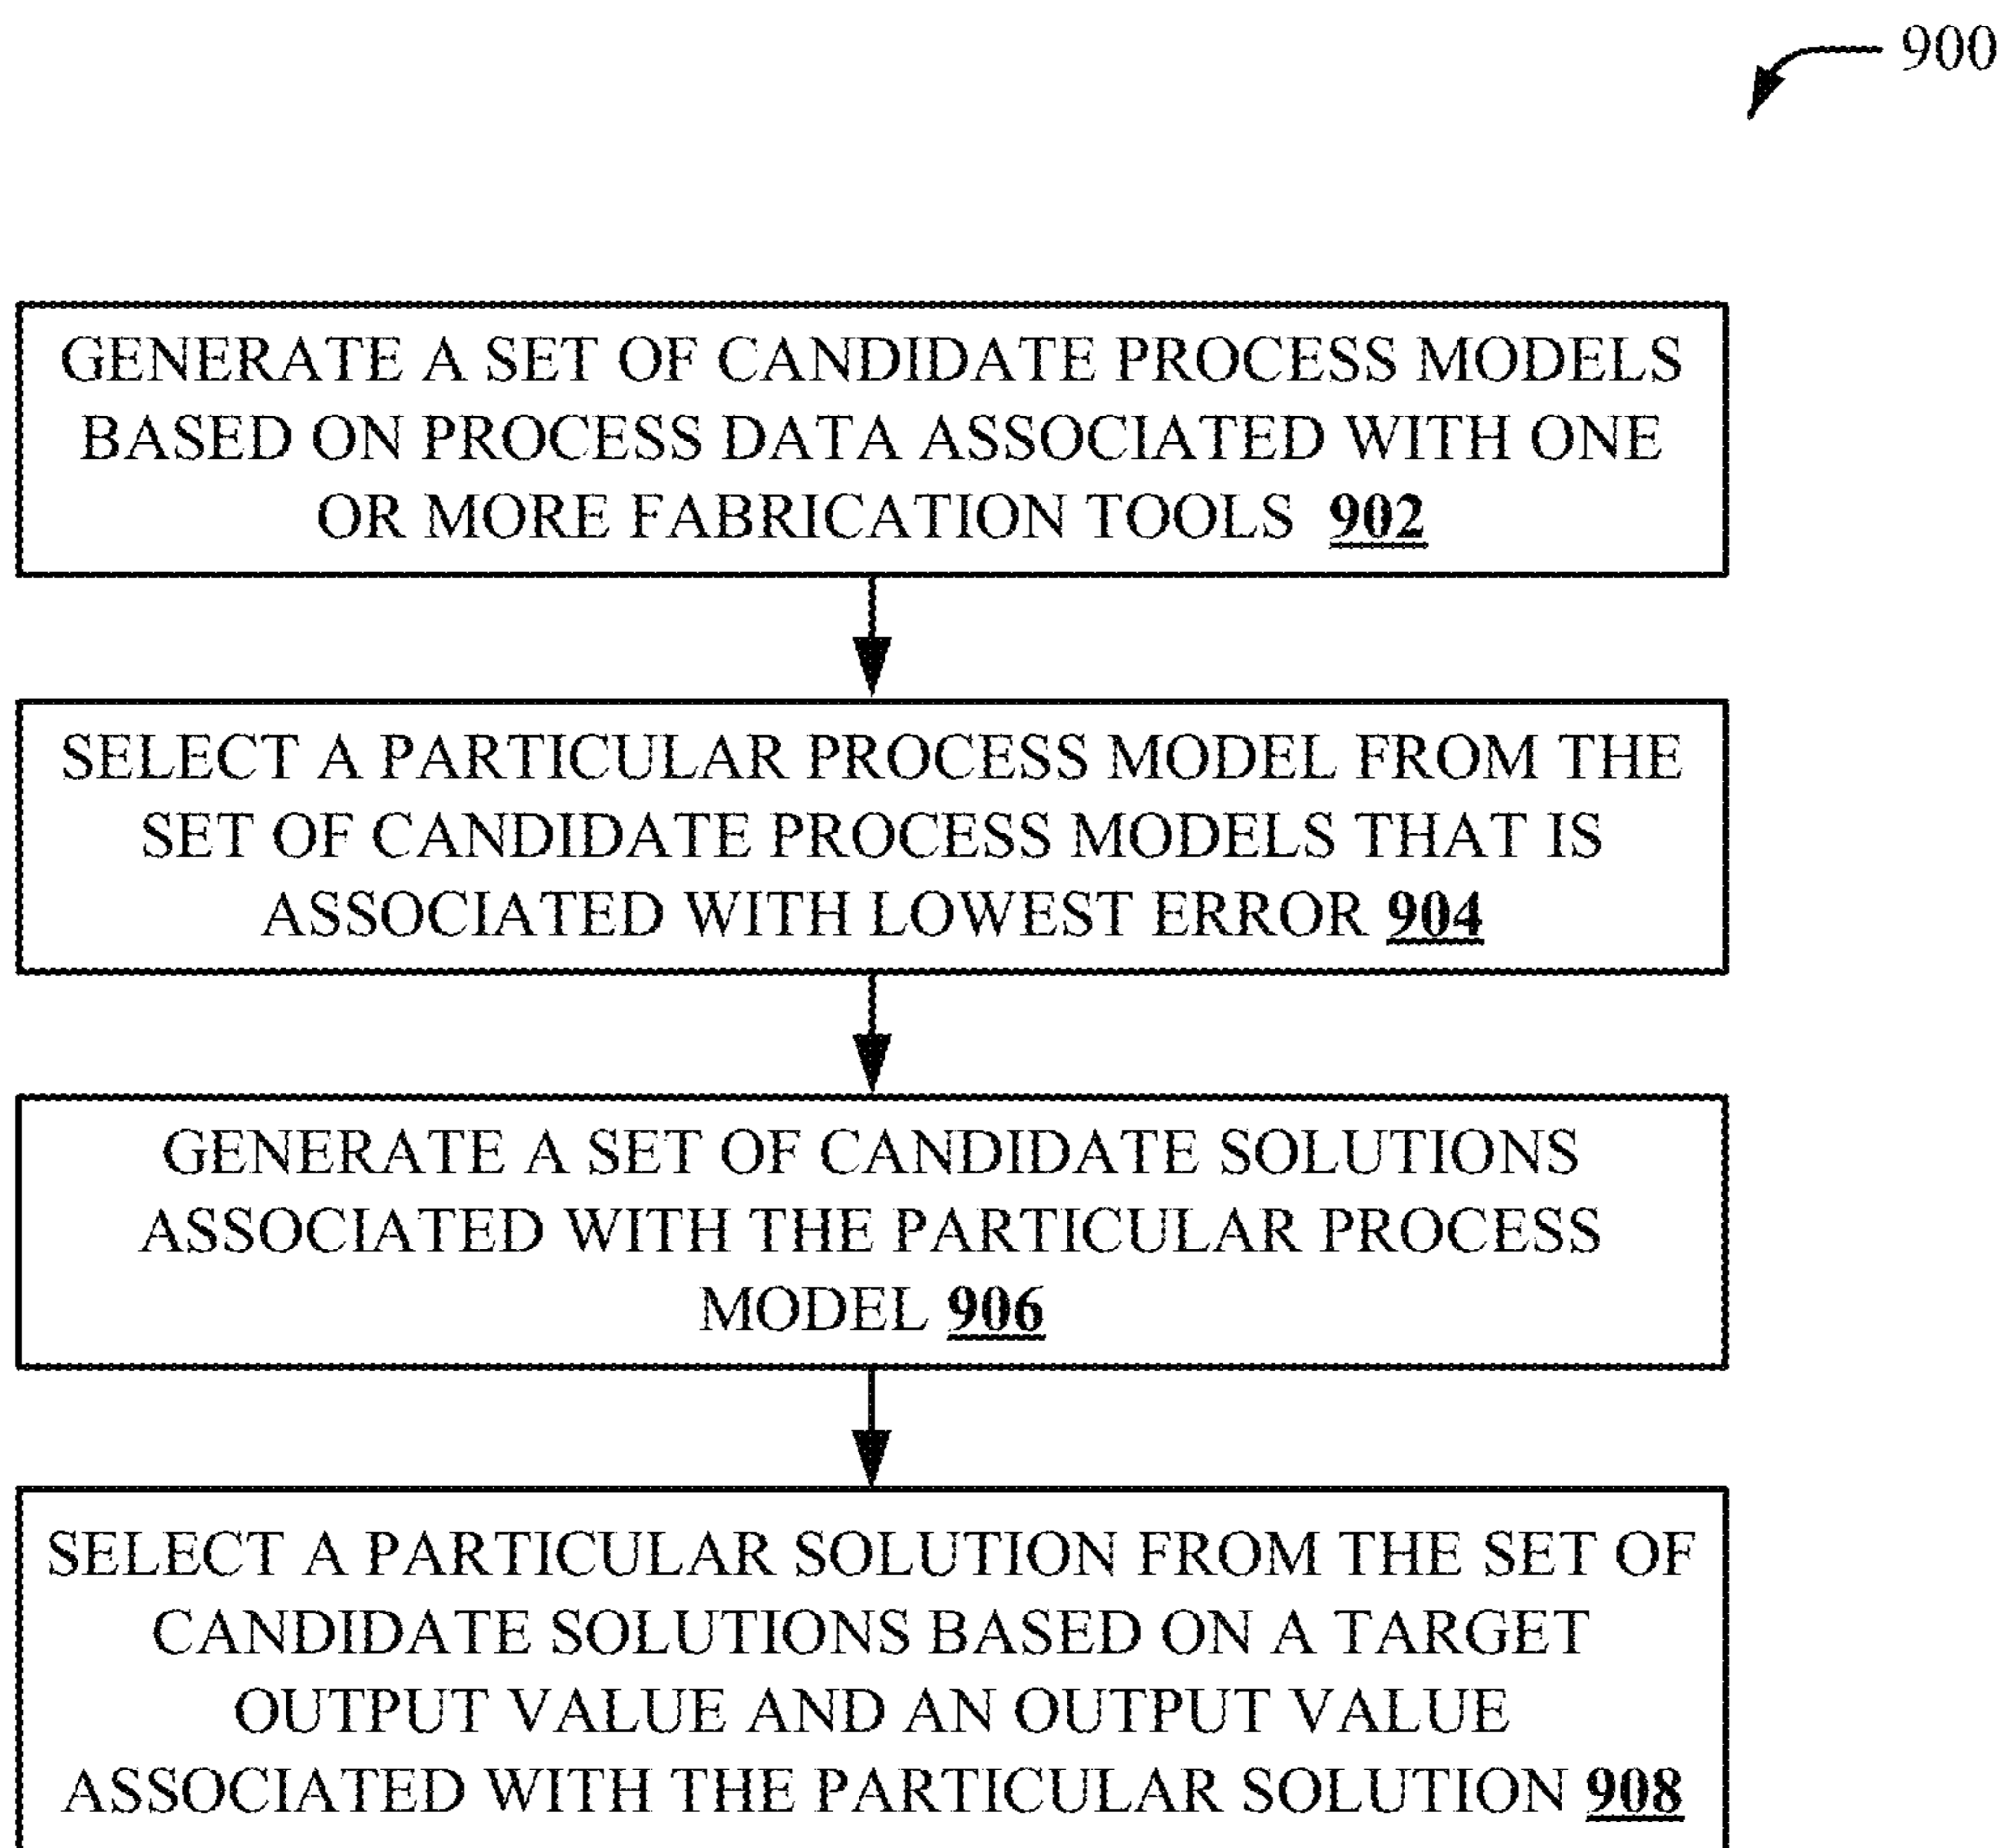 900
GENERATE A SET OF CANDIDATE PROCESS MODELS
BASED ON PROCESS DATA ASSOCIATED WITH ONE
OR MORE FABRICATION TOOLS 902
SELECT A PARTICULAR PROCESS MODEL FROM THE
SET OF CANDIDATE PROCESS MODELS THAT IS
ASSOCIATED WITH LOWEST ERROR 904
GENERATE A SET OF CANDIDATE SOLUTIONS
ASSOCIATED WITH THE PARTICULAR PROCESS
MODEL 906
SELECT A PARTICULAR SOLUTION FROM THE SET OF
CANDIDATE SOLUTIONS BASED ON A TARGET
OUTPUT VALUE AND AN OUTPUT VALUE
ASSOCIATED WITH THE PARTICULAR SOLUTION 908